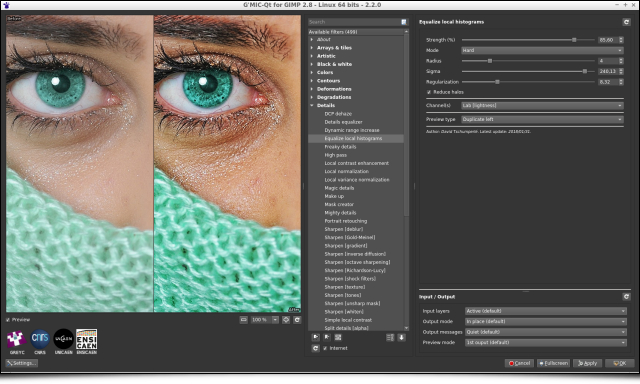 G'MIC-Qt for GIMP 2.8 - Linux 64 bits - 2.2.0
Before
Search
Available filters (499)
About
Arrays & tiles
Artistic
Black & white
Colors
Contours
Deformations
Degradations
Details
DCP dehaze
Details equalizer
Dynamic range increase
Equalize local histograms
Freaky details
High pass
Local contrast enhancement
Local normalization
Local variance normalization
Magic details
Make up
Mask creator
Mighty details
Portrait retouching
Sharpen [deblur]
Sharpen [Gold-Meinel]
Sharpen [gradient]
Sharpen [inverse diffusion]
Sharpen [octave sharpening]
Sharpen [Richardson-Lucy]
Sharpen [shock filters]
Sharpen [texture]
Sharpen [tones]
Sharpen [unsharp mask]
Sharpen [whiten]
Simple local contrast
Split details [alpha]
Internet
Equalize local histograms
Strength (%) 85.60
Mode Hard
Radius 4
Sigma 240.13
Regularization 8.32
Reduce halos
Channel(s) Lab [lightness]
Preview type Duplicate left
Author: David Tschumperlé. Latest update: 2016/01/31.
Input / Output
Input layers Active (default)
Output mode In place (default)
Output messages Quiet (default)
Preview mode 1st ouput (default)
After
Preview
100 %
GREYC CNRS UNICAEN ENSICAEN
Settings...
Cancel Fullscreen Apply OK